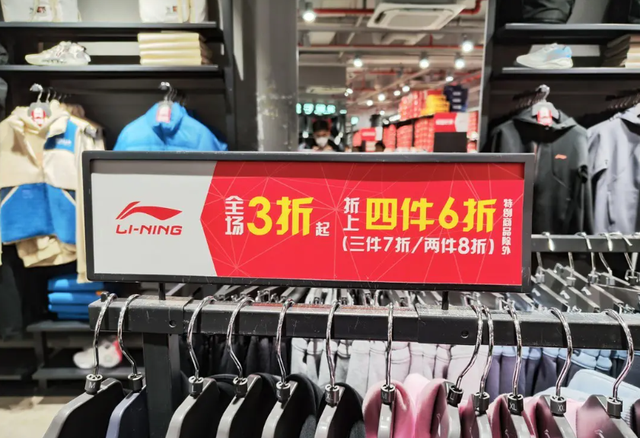 LI-NING
全场3折起
折上四件6折
(三件7折/两件8折)
特例商品除外